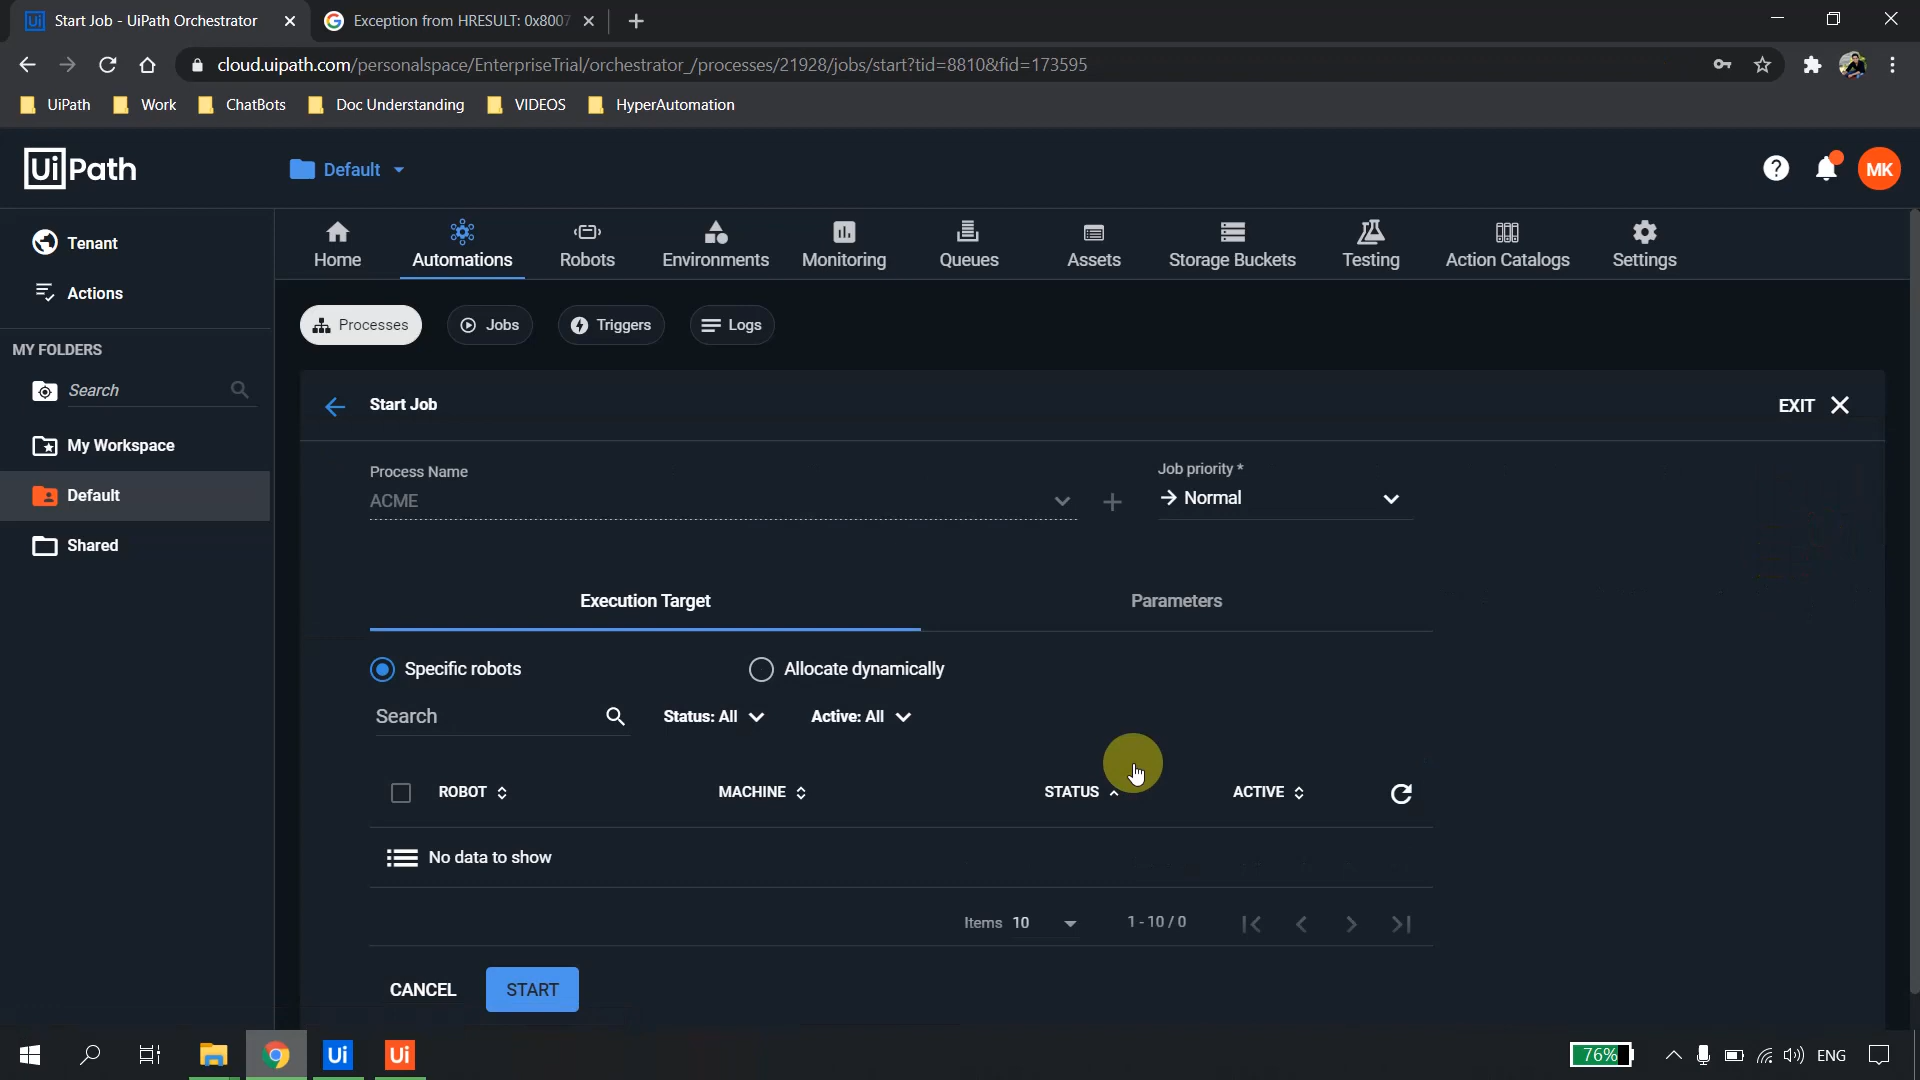 Start Job - UiPath Orchestrator
Exception from HRESULT: 0x8007
cloud.uipath.com/personalspace/EnterpriseTrial/orchestrator_/processes/21928/jobs/start?tid=8810&fid=173595
UiPath Work ChatBots Doc Understanding VIDEOS HyperAutomation
UiPath
Default
MK
Tenant
Actions
MY FOLDERS
Search
My Workspace
Default
Shared
Home Automations Robots Environments Monitoring Queues Assets Storage Buckets Testing Action Catalogs Settings
Processes Jobs Triggers Logs
Start Job
EXIT
Process Name
ACME
Job priority *
Normal
Execution Target Parameters
Specific robots Allocate dynamically
Search Status: All Active: All
ROBOT MACHINE STATUS ACTIVE
No data to show
Items 10 1 - 10 / 0
CANCEL START
Ui Ui 76% ENG